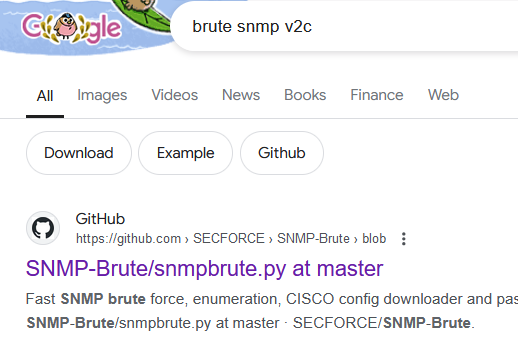 Google
brute snmp v2c
All Images Videos News Books Finance Web
Download Example Github
GitHub
https://github.com › SECFORCE › SNMP-Brute › blob
SNMP-Brute/snmpbrute.py at master
Fast SNMP brute force, enumeration, CISCO config downloader and pas
SNMP-Brute/snmpbrute.py at master · SECFORCE/SNMP-Brute.